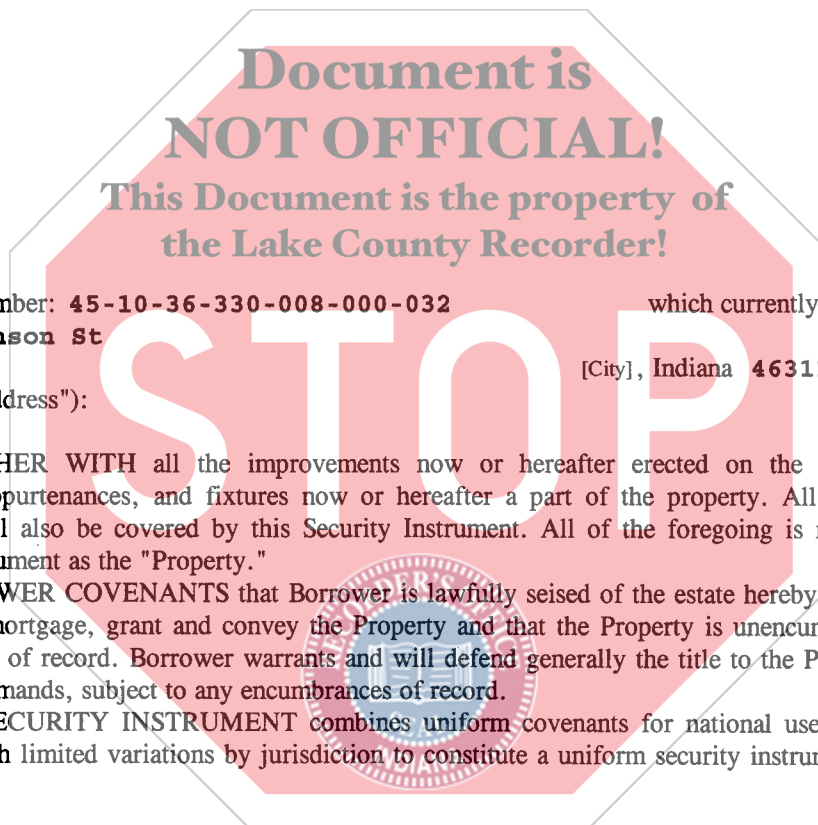 Document is
NOT OFFICIAL!
This Document is the property of
the Lake County Recorder!
mber: 45-10-36-330-008-000-032 which currently
nson St
[City], Indiana 4631
ddress"):
STOP
HER WITH all the improvements now or hereafter erected on the
ppurtenances, and fixtures now or hereafter a part of the property. All
l also be covered by this Security Instrument. All of the foregoing is
ument as the "Property."
WER COVENANTS that Borrower is lawfully seised of the estate hereby
mortgage, grant and convey the Property and that the Property is unencu
of record. Borrower warrants and will defend generally the title to the P
mands, subject to any encumbrances of record.
ECURITY INSTRUMENT combines uniform covenants for national use
h limited variations by jurisdiction to constitute a uniform security instru
RECORDER'S OFFIC
INDIANA